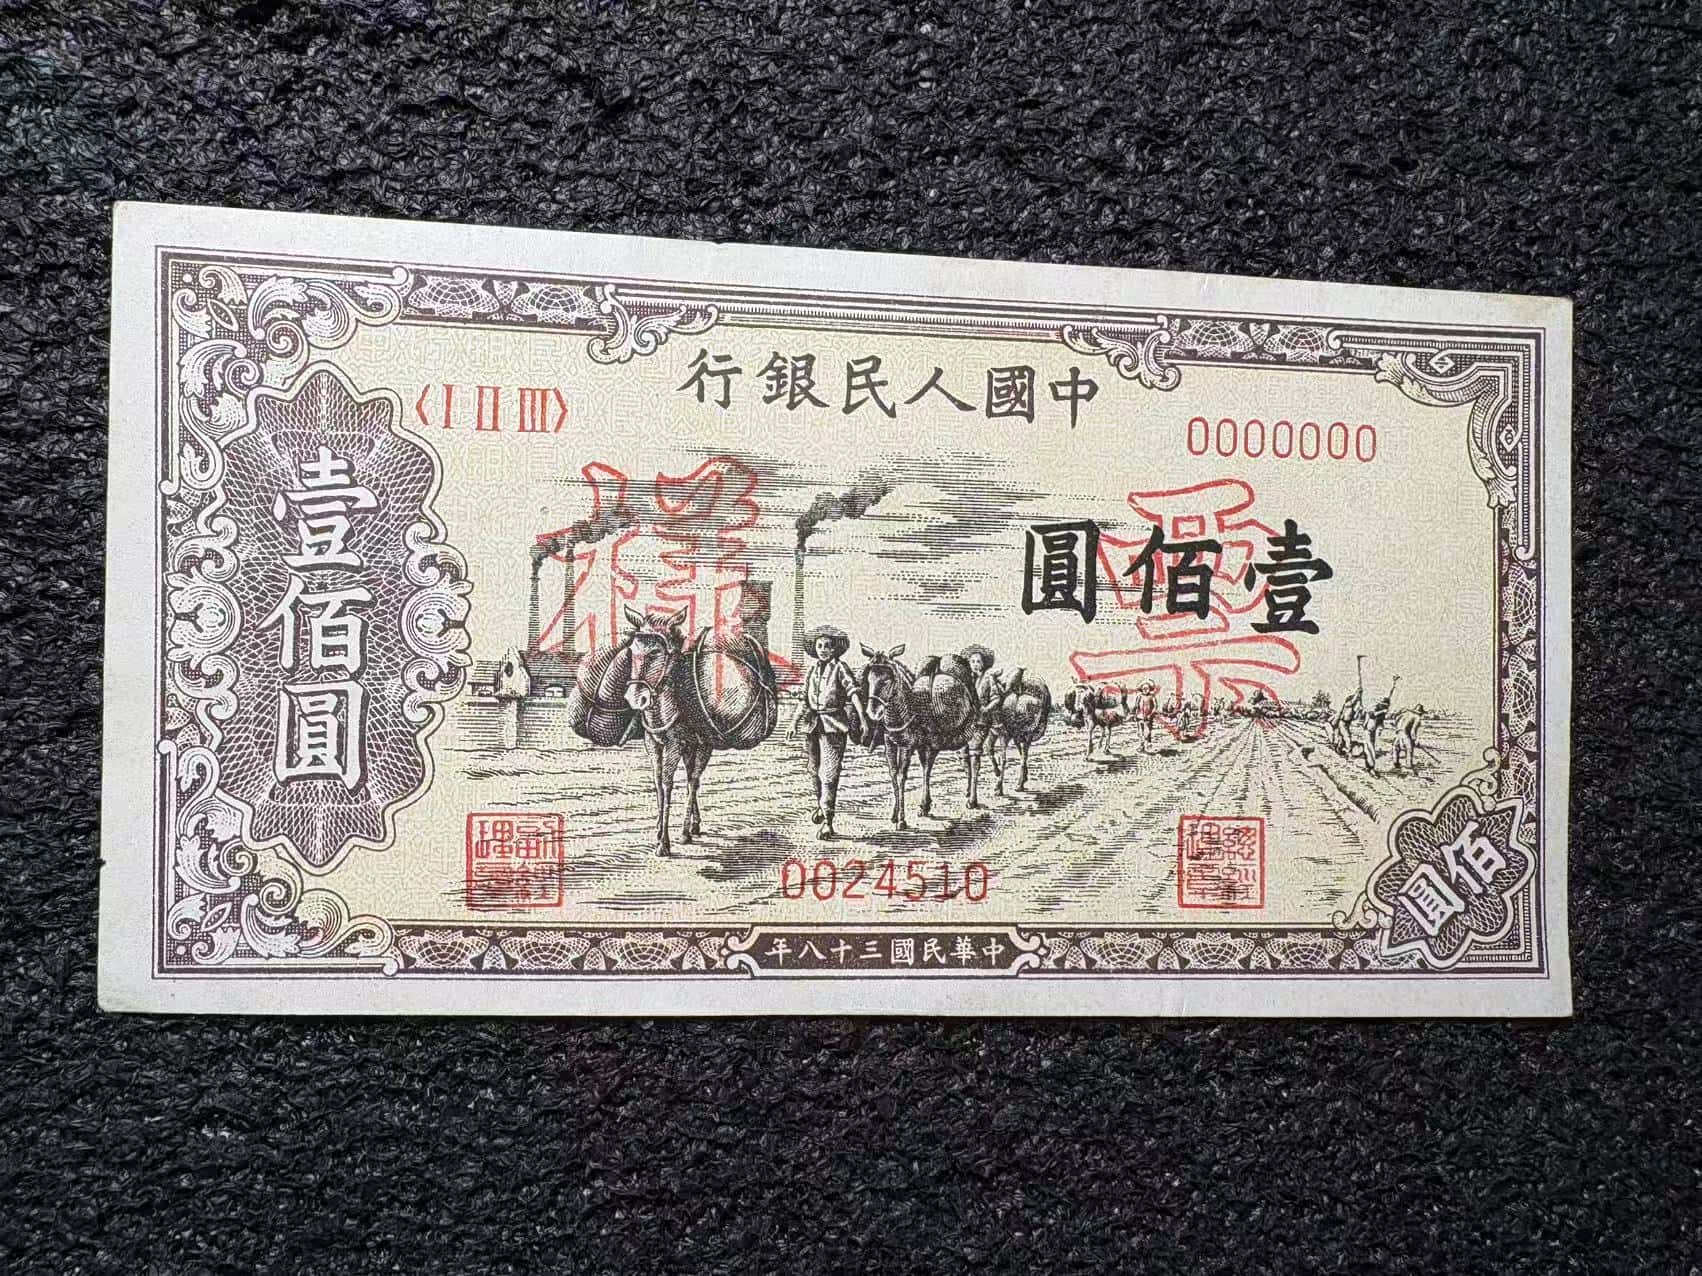 中國人民銀行
〈I II III〉
0000000
壹佰圓
樣票
壹佰圓
0024510
佰圓
中華民國三十八年